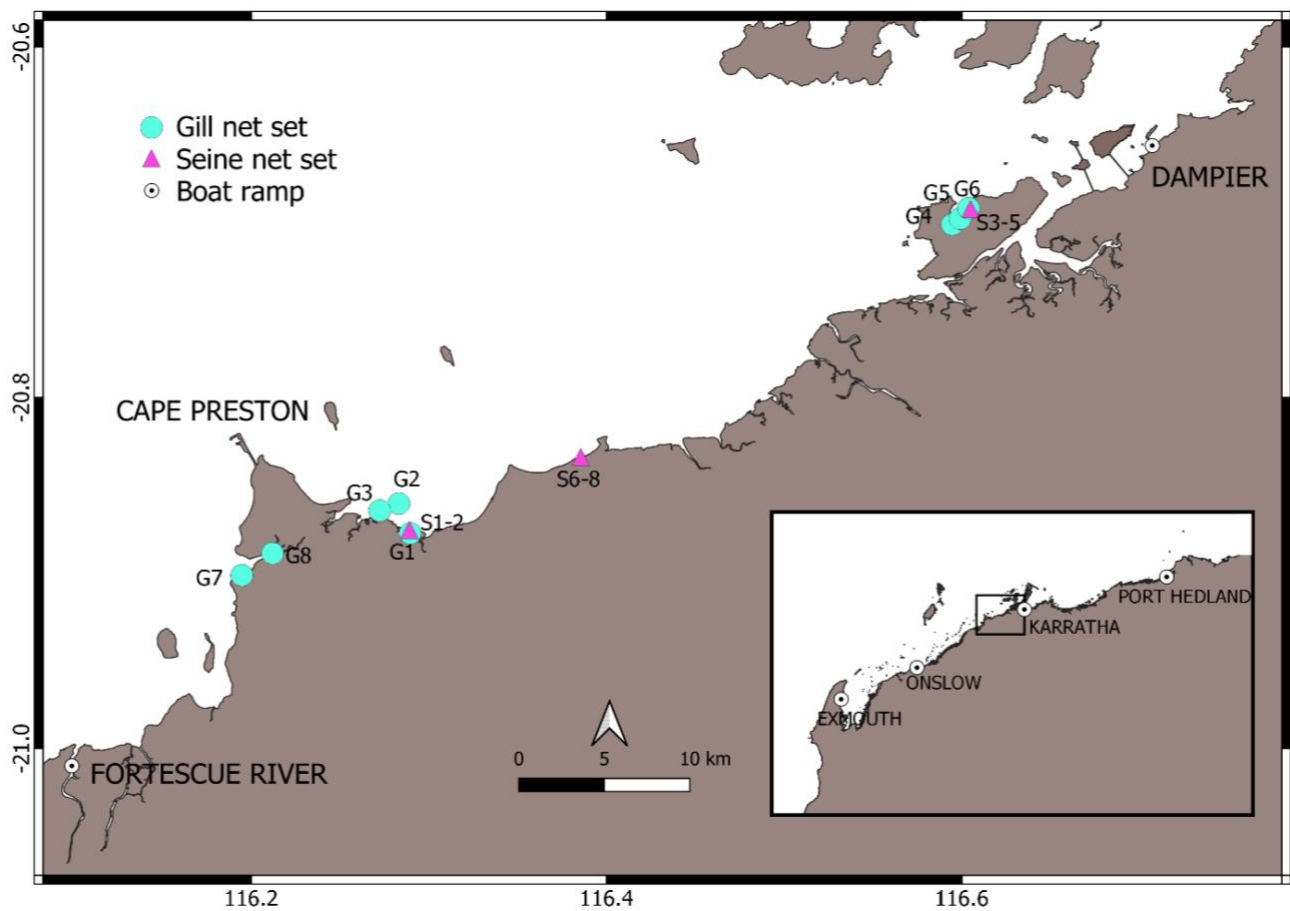 -20.6
Gill net set
Seine net set
Boat ramp
DAMPIER
G5 G6
G4
S3-5
-20.8
CAPE PRESTON
S6-8
G3 G2
S1-2
G1
G8
G7
PORT HEDLAND
KARRATHA
ONSLOW
EXMOUTH
-21.0
FORTESCUE RIVER
0 5 10 km
116.2 116.4 116.6